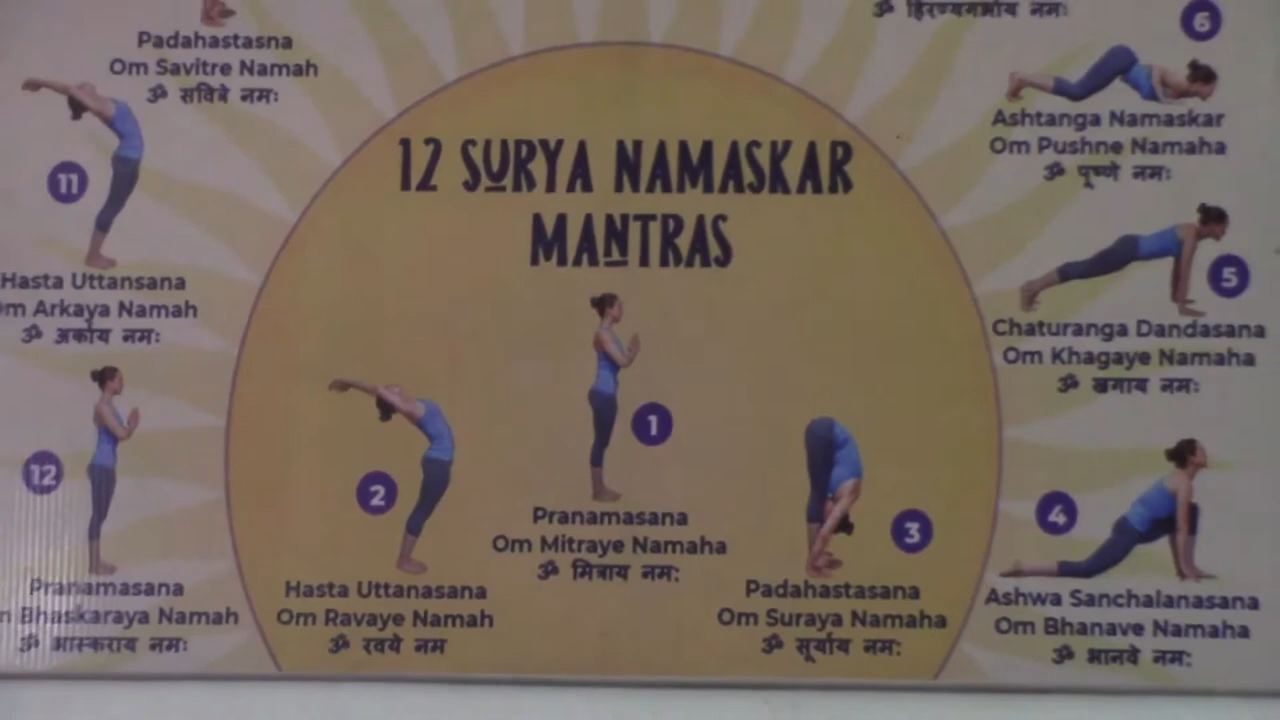 Padahastasna
Om Savitre Namah
ॐ सवित्रे नमः
11
Hasta Uttansana
Arkaya Namah
ॐ अर्काय नमः
12
Pranamasana
Bhaskaraya Namah
ॐ भास्कराय नमः
12 SURYA NAMASKAR
MANTRAS
1
Pranamasana
Om Mitraye Namaha
ॐ मित्राय नमः
2
Hasta Uttanasana
Om Ravaye Namah
ॐ रवये नम
3
Padahastasana
Om Suraya Namaha
ॐ सूर्याय नमः
ॐ हिरण्यगर्भाय नमः
6
Ashtanga Namaskar
Om Pushne Namaha
ॐ पूष्णे नमः
5
Chaturanga Dandasana
Om Khagaye Namaha
ॐ खगाय नमः
4
Ashwa Sanchalanasana
Om Bhanave Namaha
ॐ भानवे नमः